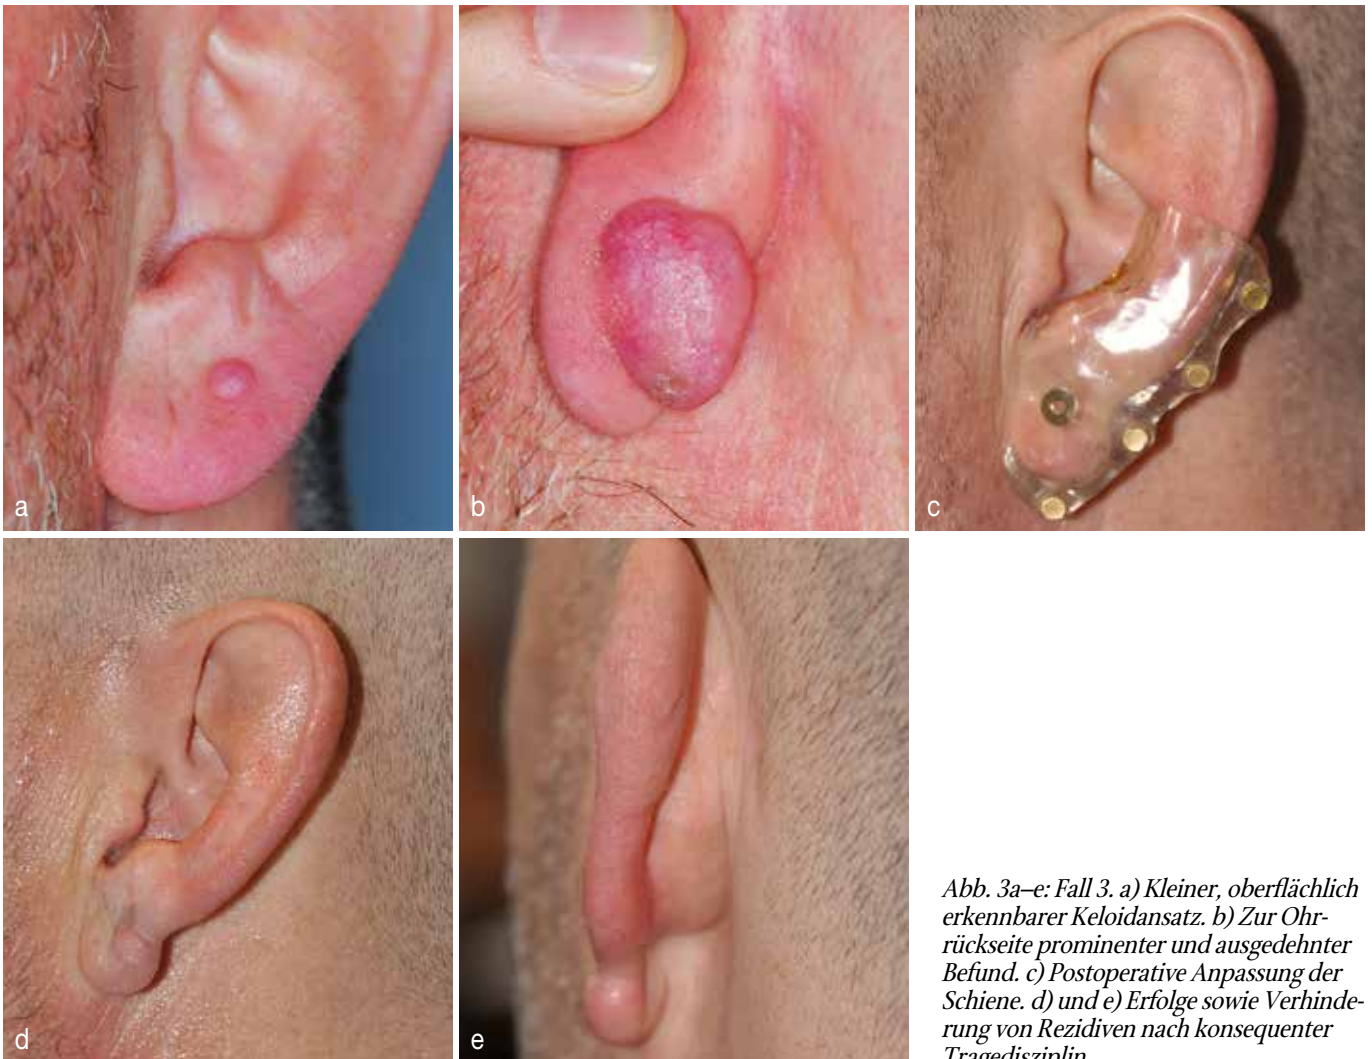 a
b
c
d
e
Abb. 3a–e: Fall 3. a) Kleiner, oberflächlich
erkennbarer Keloidansatz. b) Zur Ohr-
rückseite prominenter und ausgedehnter
Befund. c) Postoperative Anpassung der
Schiene. d) und e) Erfolge sowie Verhinde-
rung von Rezidiven nach konsequenter
Tragedisziplin